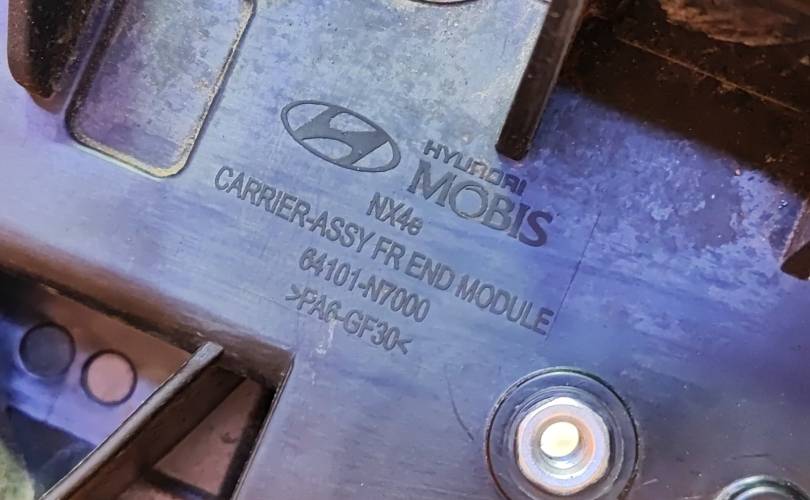 HYUNDAI
MOBIS
NX4e
CARRIER-ASSY FR END MODULE
64101-N7000
>PA6-GF30<